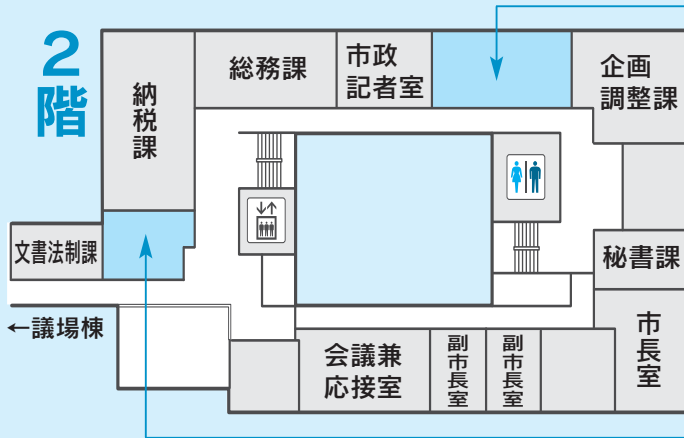 2階
納税課
総務課
市政
記者室
企画
調整課
文書法制課
秘書課
←議場棟
会議兼
応接室
副市長室
副市長室
市長室